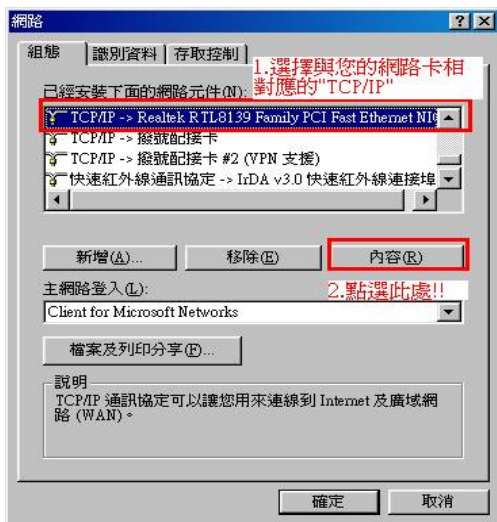 網路
組態 識別資料 存取控制
1.選擇與您的網路卡相
對應的"TCP/IP"
已經安裝下面的網路元件(N):
TCP/IP -> Realtek RTL8139 Family PCI Fast Ethernet NIC
TCP/IP -> 撥號配接卡
TCP/IP -> 撥號配接卡 #2 (VPN 支援)
快速紅外線通訊協定 -> IrDA v3.0 快速紅外線連接埠
新增(A)... 移除(E) 內容(R)
主網路登入(L):
2.點選此處!!
Client for Microsoft Networks
檔案及列印分享(F)...
說明
TCP/IP 通訊協定可以讓您用來連線到 Internet 及廣域網
路 (WAN)。
確定 取消